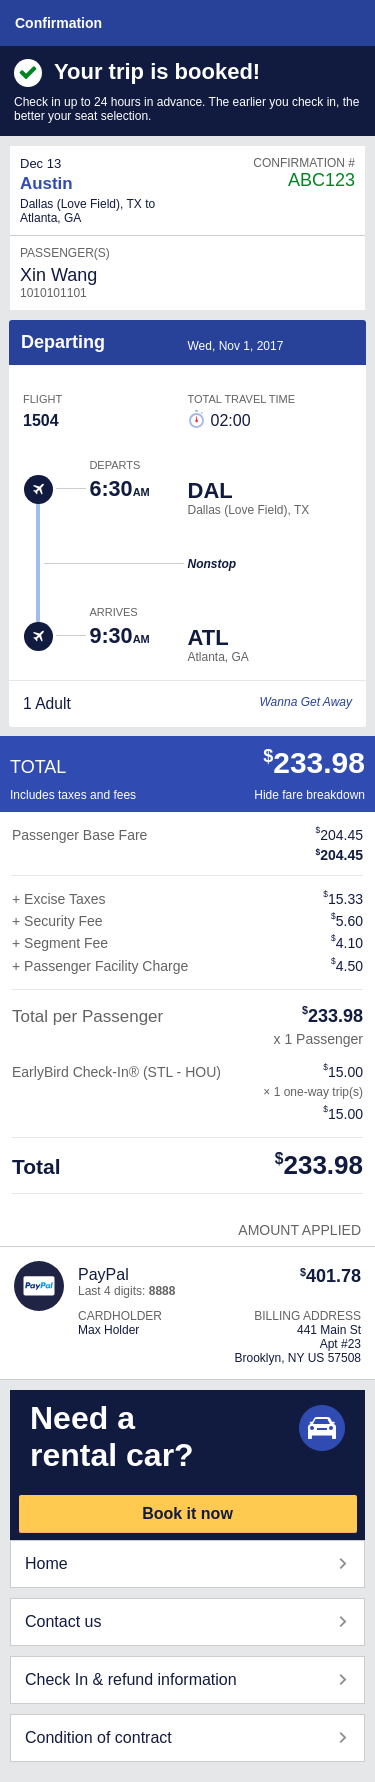 Confirmation
Your trip is booked!
Check in up to 24 hours in advance. The earlier you check in, the
better your seat selection.
Dec 13
CONFIRMATION #
Austin
ABC123
Dallas (Love Field), TX to
Atlanta, GA
PASSENGER(S)
Xin Wang
1010101101
Departing
Wed, Nov 1, 2017
FLIGHT
TOTAL TRAVEL TIME
1504
02:00
DEPARTS
6:30AM
DAL
Dallas (Love Field), TX
Nonstop
ARRIVES
9:30AM
ATL
Atlanta, GA
1 Adult
Wanna Get Away
TOTAL
$233.98
Includes taxes and fees
Hide fare breakdown
Passenger Base Fare
$204.45
$204.45
+ Excise Taxes
$15.33
+ Security Fee
$5.60
+ Segment Fee
$4.10
+ Passenger Facility Charge
$4.50
Total per Passenger
$233.98
x 1 Passenger
EarlyBird Check-In® (STL - HOU)
$15.00
× 1 one-way trip(s)
$15.00
Total
$233.98
AMOUNT APPLIED
PayPal
PayPal
$401.78
Last 4 digits: 8888
CARDHOLDER
BILLING ADDRESS
Max Holder
441 Main St
Apt #23
Brooklyn, NY US 57508
Need a
rental car?
Book it now
Home
Contact us
Check In & refund information
Condition of contract